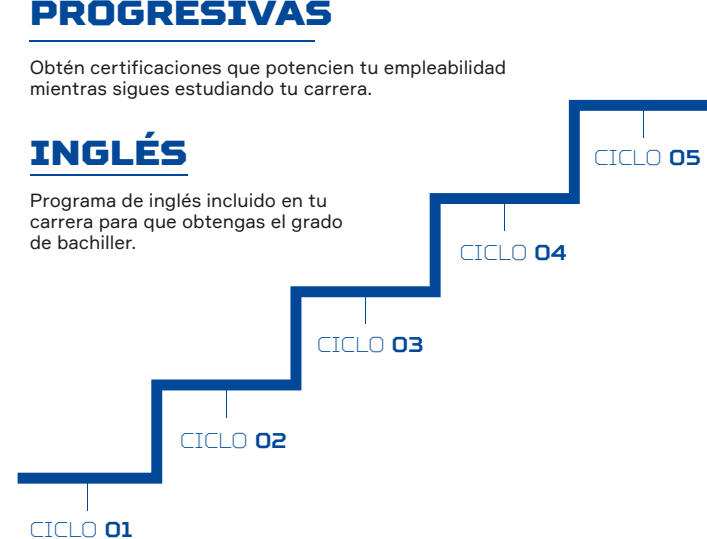 PROGRESIVAS
Obtén certificaciones que potencien tu empleabilidad
mientras sigues estudiando tu carrera.
INGLÉS
Programa de inglés incluido en tu
carrera para que obtengas el grado
de bachiller.
CICLO 05
CICLO 04
CICLO 03
CICLO 02
CICLO 01